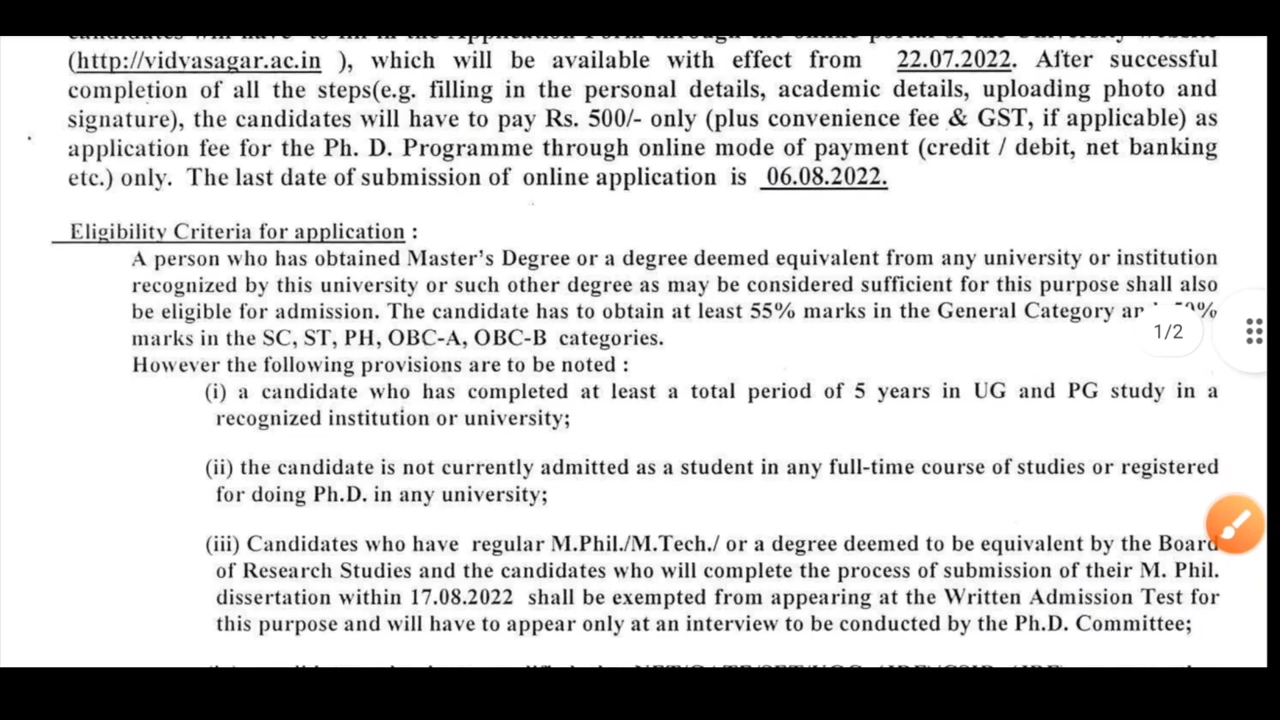 (http://vidyasagar.ac.in ), which will be available with effect from 22.07.2022. After successful
completion of all the steps(e.g. filling in the personal details, academic details, uploading photo and
signature), the candidates will have to pay Rs. 500/- only (plus convenience fee & GST, if applicable) as
application fee for the Ph. D. Programme through online mode of payment (credit / debit, net banking
etc.) only. The last date of submission of online application is 06.08.2022.
Eligibility Criteria for application :
A person who has obtained Master's Degree or a degree deemed equivalent from any university or institution
recognized by this university or such other degree as may be considered sufficient for this purpose shall also
be eligible for admission. The candidate has to obtain at least 55% marks in the General Category
marks in the SC, ST, PH, OBC-A, OBC-B categories.
1/2
However the following provisions are to be noted :
(i) a candidate who has completed at least a total period of 5 years in UG and PG study in a
recognized institution or university;
(ii) the candidate is not currently admitted as a student in any full-time course of studies or registered
for doing Ph.D. in any university;
(iii) Candidates who have regular M.Phil./M.Tech./ or a degree deemed to be equivalent by the Board
of Research Studies and the candidates who will complete the process of submission of their M. Phil.
dissertation within 17.08.2022 shall be exempted from appearing at the Written Admission Test for
this purpose and will have to appear only at an interview to be conducted by the Ph.D. Committee;